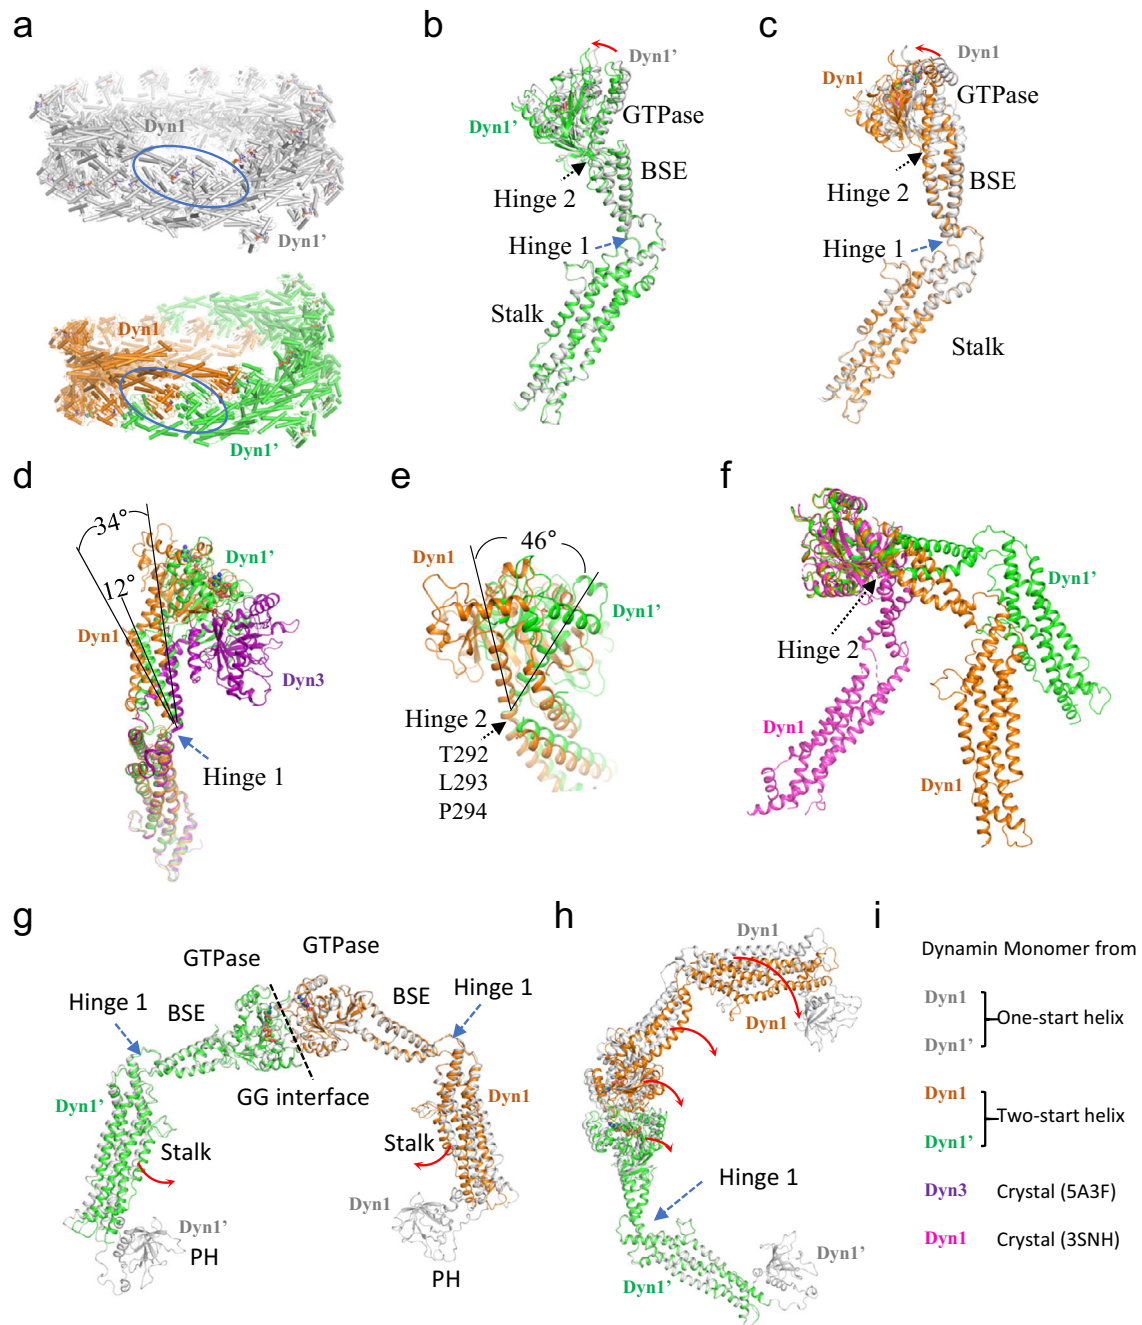 a
Dyn1
Dyn1’
Dyn1
Dyn1’
b
Dyn1’
Dyn1’
GTPase
BSE
Hinge 2
Hinge 1
Stalk
c
Dyn1
Dyn1
GTPase
Hinge 2
BSE
Hinge 1
Stalk
d
34°
12°
Dyn1’
Dyn1
Dyn3
Hinge 1
e
46°
Dyn1
Dyn1’
Hinge 2
T292
L293
P294
f
Dyn1’
Hinge 2
Dyn1
Dyn1
g
GTPase
GTPase
BSE
BSE
Hinge 1
Hinge 1
GG interface
Dyn1’
Dyn1
Stalk
Stalk
Dyn1’
Dyn1
PH
PH
h
Dyn1
Dyn1
Hinge 1
Dyn1’
Dyn1’
i
Dynamin Monomer from
Dyn1
One-start helix
Dyn1’
Dyn1
Two-start helix
Dyn1’
Dyn3 Crystal (5A3F)
Dyn1 Crystal (3SNH)